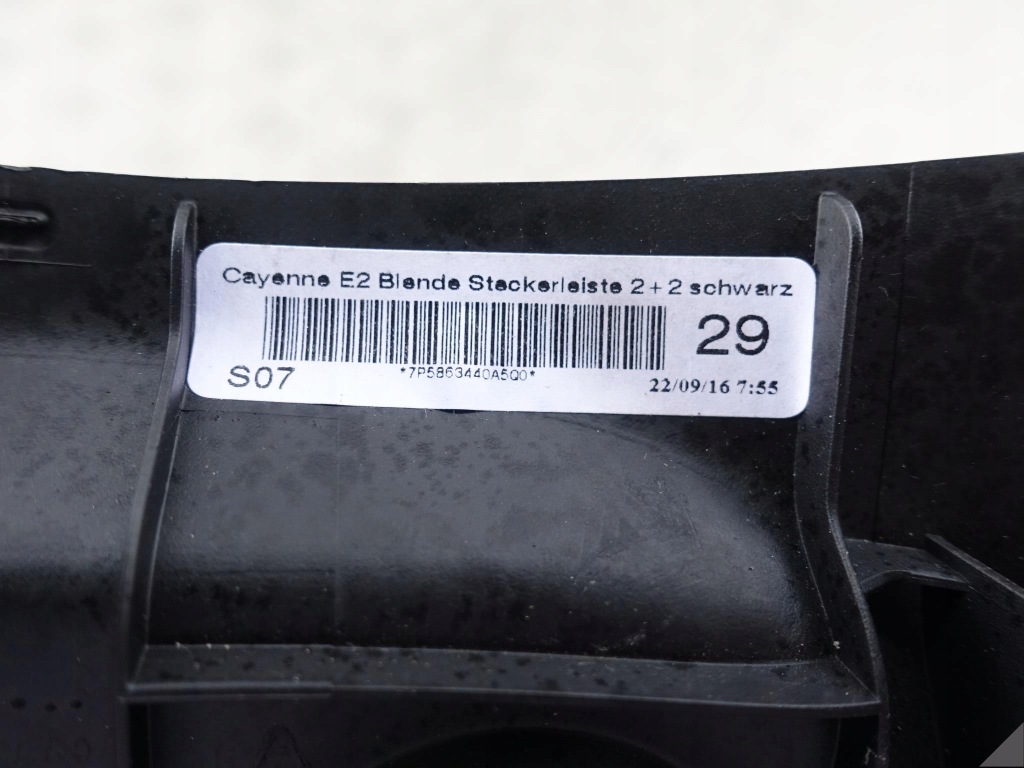 Cayenne E2 Blende Steckerleiste 2+2 schwarz
29
*7P5863440A5Q0*
S07
22/09/16 7:55